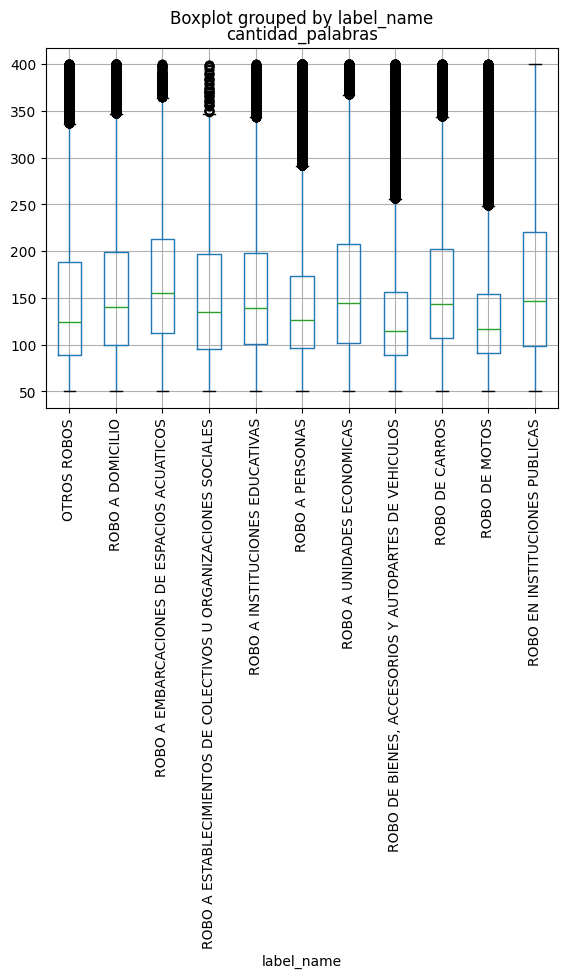 Boxplot grouped by label_name
cantidad_palabras
400
350
300
250
200
150
100
50
OTROS ROBOS
ROBO A DOMICILIO
ROBO A EMBARCACIONES DE ESPACIOS ACUATICOS
ROBO A ESTABLECIMIENTOS DE COLECTIVOS U ORGANIZACIONES SOCIALES
ROBO A INSTITUCIONES EDUCATIVAS
ROBO A PERSONAS
ROBO A UNIDADES ECONOMICAS
ROBO DE BIENES, ACCESORIOS Y AUTOPARTES DE VEHICULOS
ROBO DE CARROS
ROBO DE MOTOS
ROBO EN INSTITUCIONES PUBLICAS
label_name